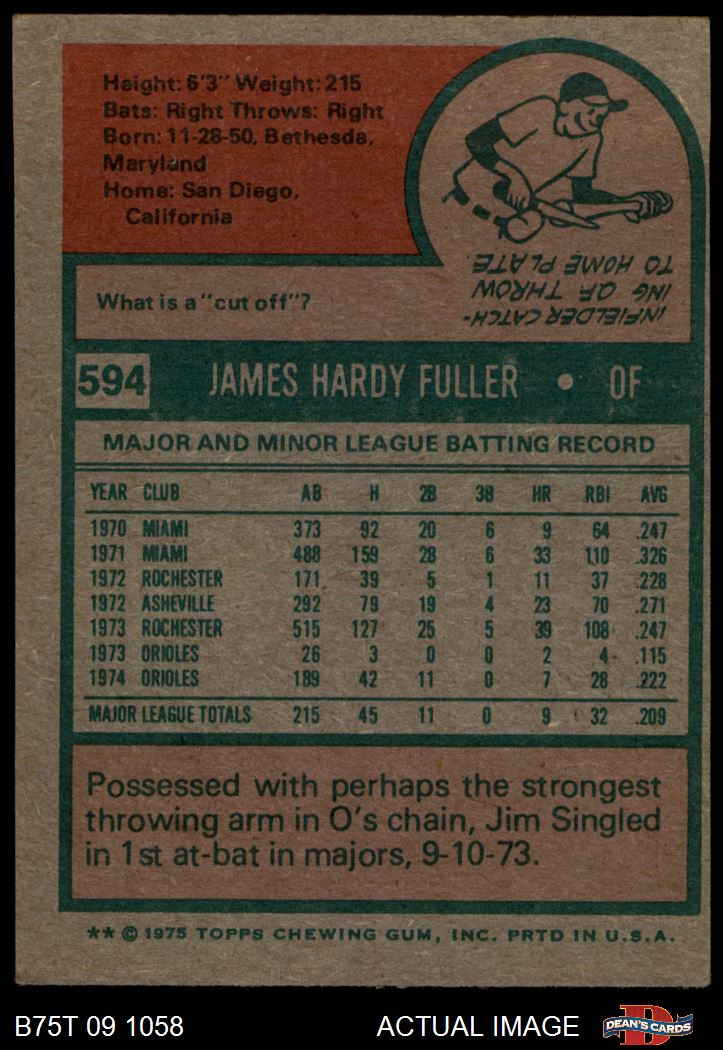 Height: 6'3" Weight: 215
Bats: Right Throws: Right
Born: 11-28-50, Bethesda,
Maryland
Home: San Diego,
California
What is a "cut off"?
INFIELDER CATCH-
ING OF THROW
TO HOME PLATE.
594 JAMES HARDY FULLER • OF
MAJOR AND MINOR LEAGUE BATTING RECORD
YEAR CLUB AB H 2B 3B HR RBI AVG
1970 MIAMI 373 92 20 6 9 64 .247
1971 MIAMI 488 159 28 6 33 110 .326
1972 ROCHESTER 171 39 5 1 11 37 .228
1972 ASHEVILLE 292 79 19 4 23 70 .271
1973 ROCHESTER 515 127 25 5 39 108 .247
1973 ORIOLES 26 3 0 0 2 4 .115
1974 ORIOLES 189 42 11 0 7 28 .222
MAJOR LEAGUE TOTALS 215 45 11 0 9 32 .209
Possessed with perhaps the strongest
throwing arm in O's chain, Jim Singled
in 1st at-bat in majors, 9-10-73.
** © 1975 TOPPS CHEWING GUM, INC. PRTD IN U.S.A.
B75T 09 1058 ACTUAL IMAGE D DEAN'S CARDS